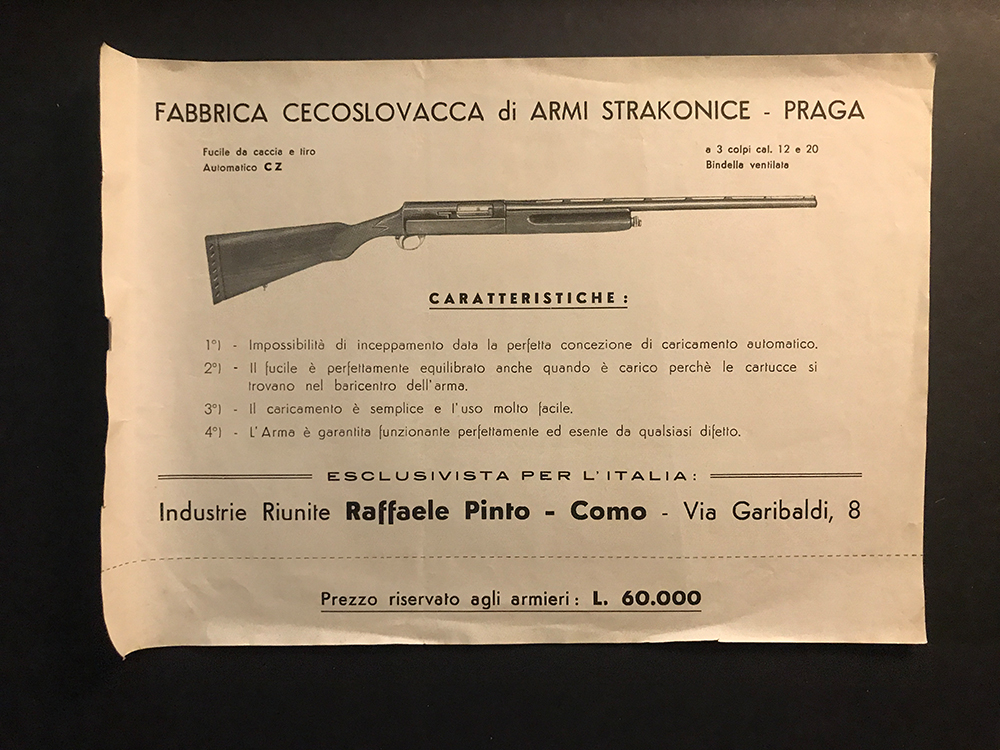 FABBRICA CECOSLOVACCA di ARMI STRAKONICE - PRAGA
Fucile da caccia e tiro
Automatico CZ
a 3 colpi cal. 12 e 20
Bindella ventilata
CARATTERISTICHE :
1°) - Impossibilità di inceppamento data la perfetta concezione di caricamento automatico.
2°) - Il fucile è perfettamente equilibrato anche quando è carico perchè le cartucce si
trovano nel baricentro dell'arma.
3°) - Il caricamento è semplice e l'uso molto facile.
4°) - L'Arma è garantita funzionante perfettamente ed esente da qualsiasi difetto.
ESCLUSIVISTA PER L'ITALIA:
Industrie Riunite Raffaele Pinto - Como - Via Garibaldi, 8
Prezzo riservato agli armieri : L. 60.000